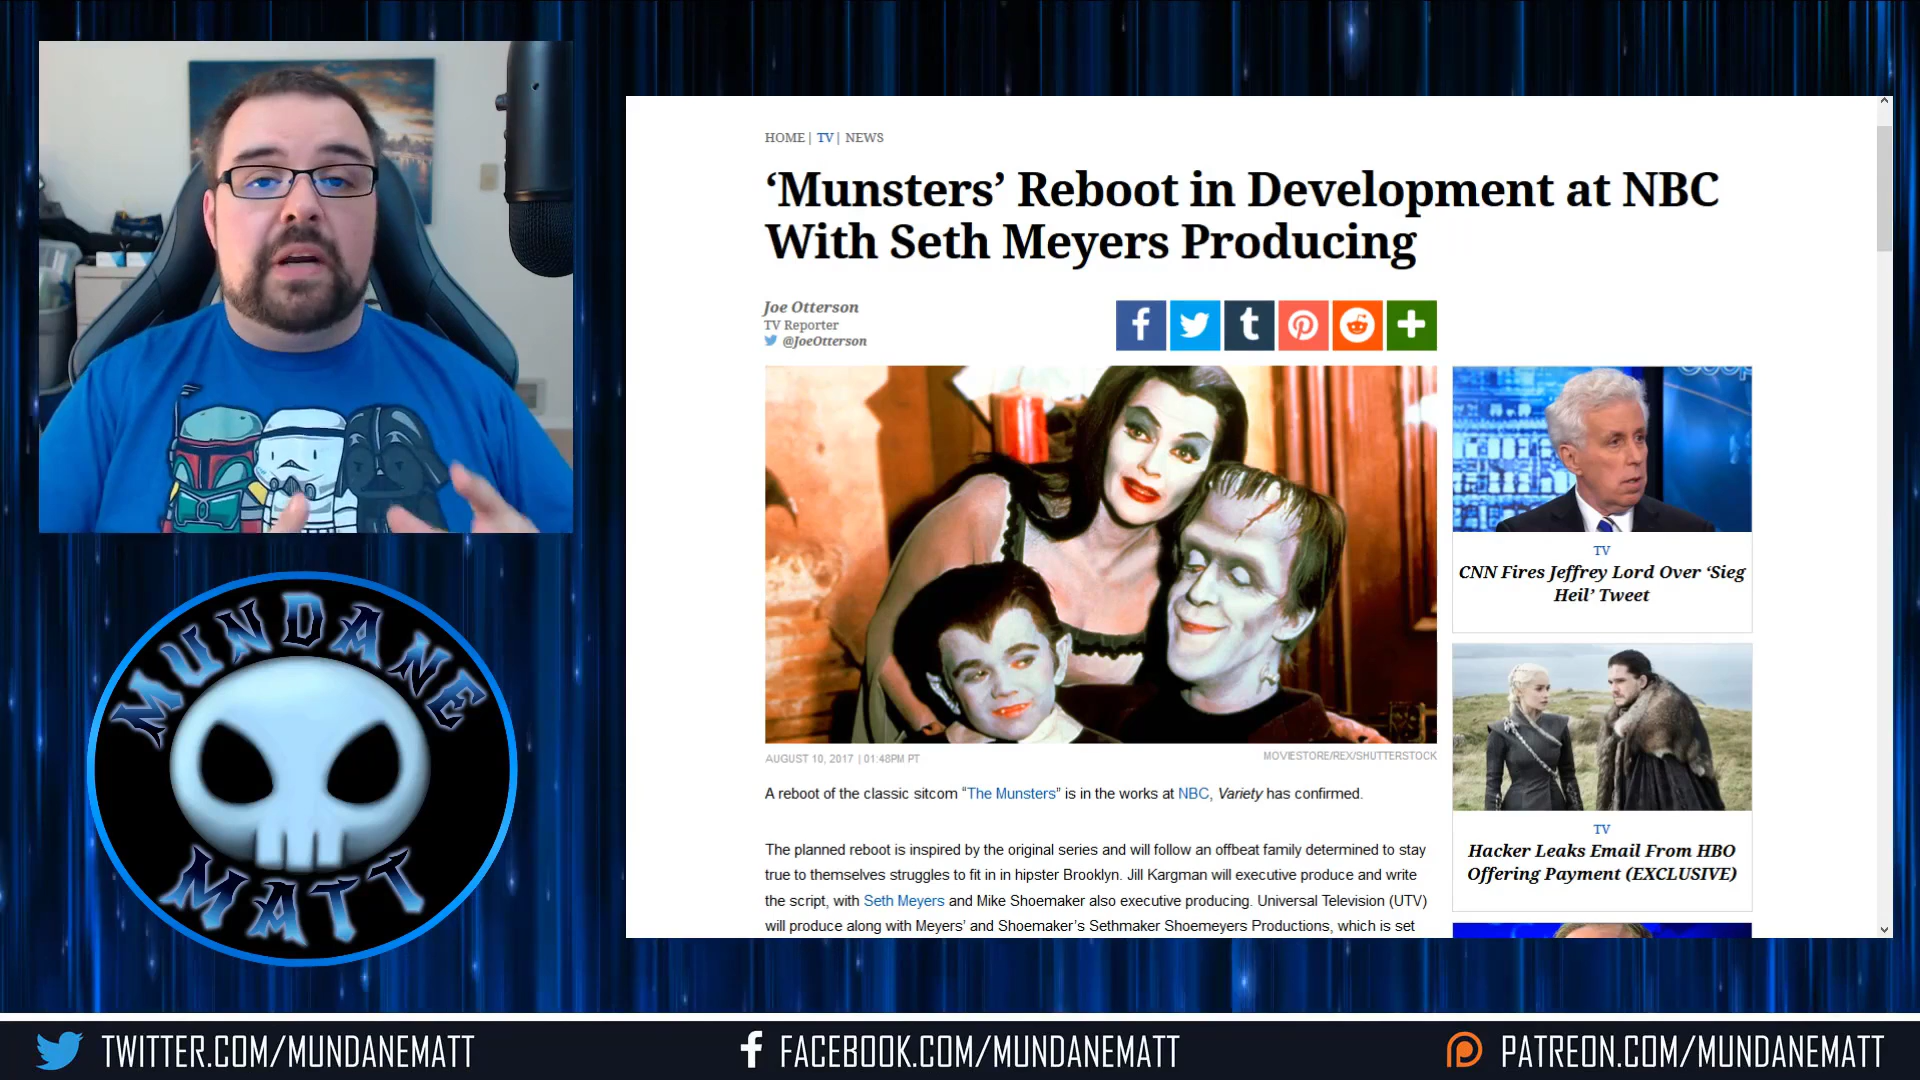 HOME | TV | NEWS
‘Munsters’ Reboot in Development at NBC
With Seth Meyers Producing
Joe Otterson
TV Reporter
@JoeOtterson
AUGUST 10, 2017 | 01:48PM PT
MOVIESTORE/REX/SHUTTERSTOCK
A reboot of the classic sitcom “The Munsters” is in the works at NBC, Variety has confirmed.
The planned reboot is inspired by the original series and will follow an offbeat family determined to stay
true to themselves struggles to fit in in hipster Brooklyn. Jill Kargman will executive produce and write
the script, with Seth Meyers and Mike Shoemaker also executive producing. Universal Television (UTV)
will produce along with Meyers’ and Shoemaker’s Sethmaker Shoemeyers Productions, which is set
TV
CNN Fires Jeffrey Lord Over ‘Sieg
Heil’ Tweet
TV
Hacker Leaks Email From HBO
Offering Payment (EXCLUSIVE)
MUNDANE
MATT
TWITTER.COM/MUNDANEMATT
FACEBOOK.COM/MUNDANEMATT
PATREON.COM/MUNDANEMATT